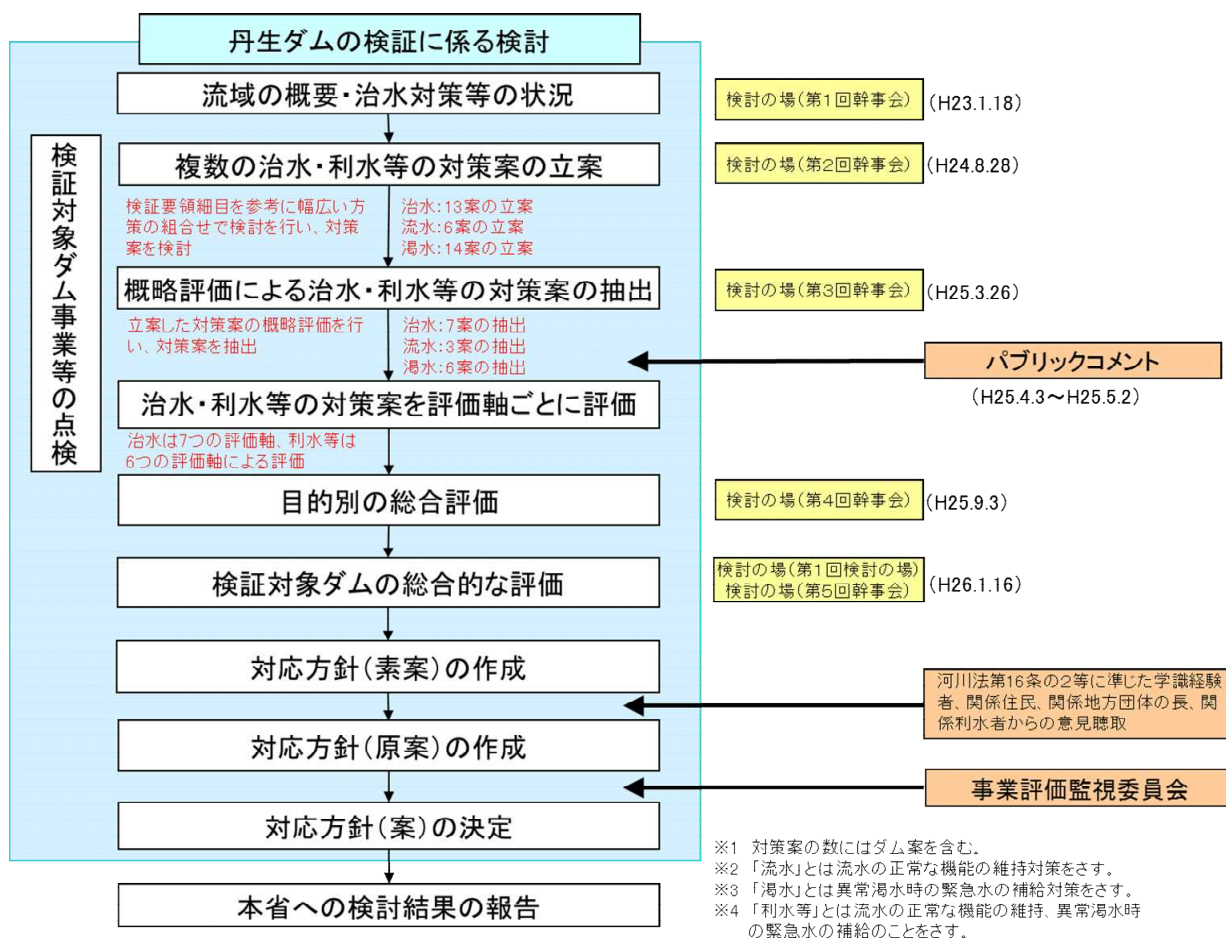 丹生ダムの検証に係る検討
流域の概要・治水対策等の状況
検討の場(第1回幹事会)
(H23.1.18)
検証対象ダム事業等の点検
複数の治水・利水等の対策案の立案
検討の場(第2回幹事会)
(H24.8.28)
検証要領細目を参考に幅広い方
策の組合せで検討を行い、対策
案を検討
治水:13案の立案
流水:6案の立案
渇水:14案の立案
概略評価による治水・利水等の対策案の抽出
検討の場(第3回幹事会)
(H25.3.26)
立案した対策案の概略評価を行
い、対策案を抽出
治水:7案の抽出
流水:3案の抽出
渇水:6案の抽出
パブリックコメント
(H25.4.3～H25.5.2)
治水・利水等の対策案を評価軸ごとに評価
治水は7つの評価軸、利水等は
6つの評価軸による評価
目的別の総合評価
検討の場(第4回幹事会)
(H25.9.3)
検証対象ダムの総合的な評価
検討の場(第1回検討の場)
検討の場(第5回幹事会)
(H26.1.16)
対応方針(素案)の作成
河川法第16条の2等に準じた学識経験
者、関係住民、関係地方団体の長、関
係利水者からの意見聴取
対応方針(原案)の作成
事業評価監視委員会
対応方針(案)の決定
本省への検討結果の報告
※1 対策案の数にはダム案を含む。
※2 「流水」とは流水の正常な機能の維持対策をさす。
※3 「渇水」とは異常渇水時の緊急水の補給対策をさす。
※4 「利水等」とは流水の正常な機能の維持、異常渇水時
の緊急水の補給のことをさす。